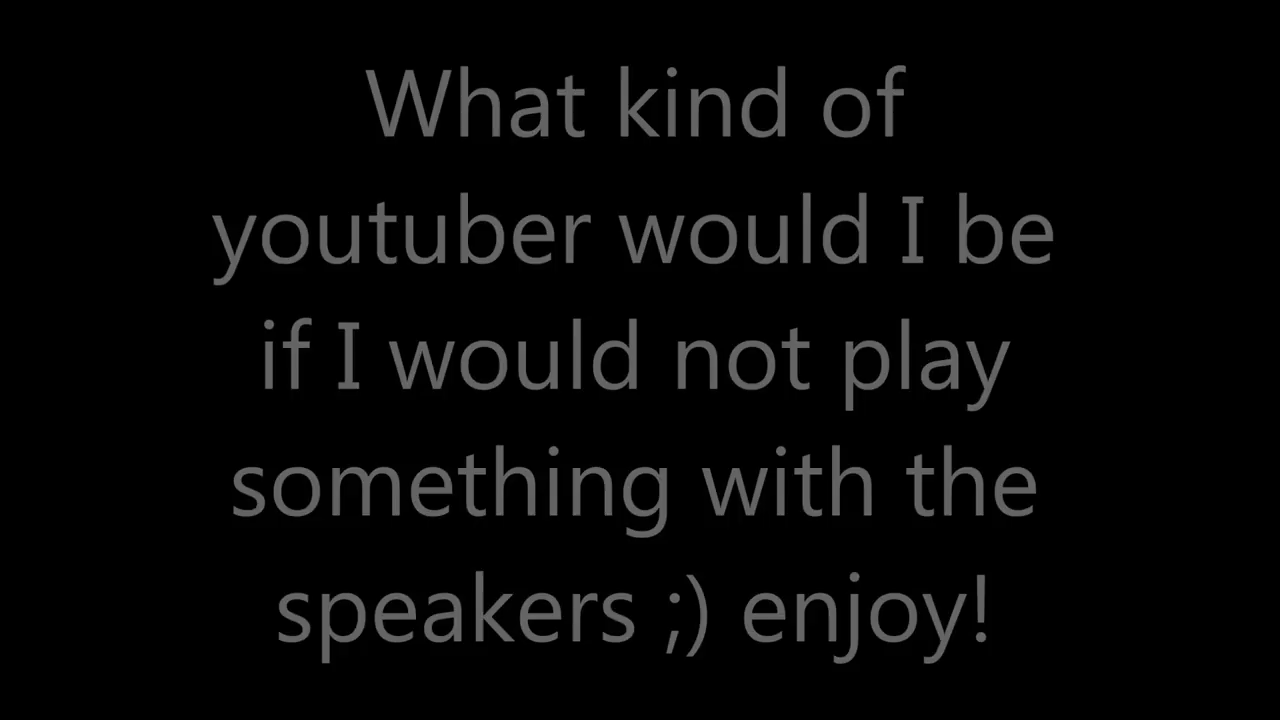 What kind of
youtuber would I be
if I would not play
something with the
speakers ;) enjoy!